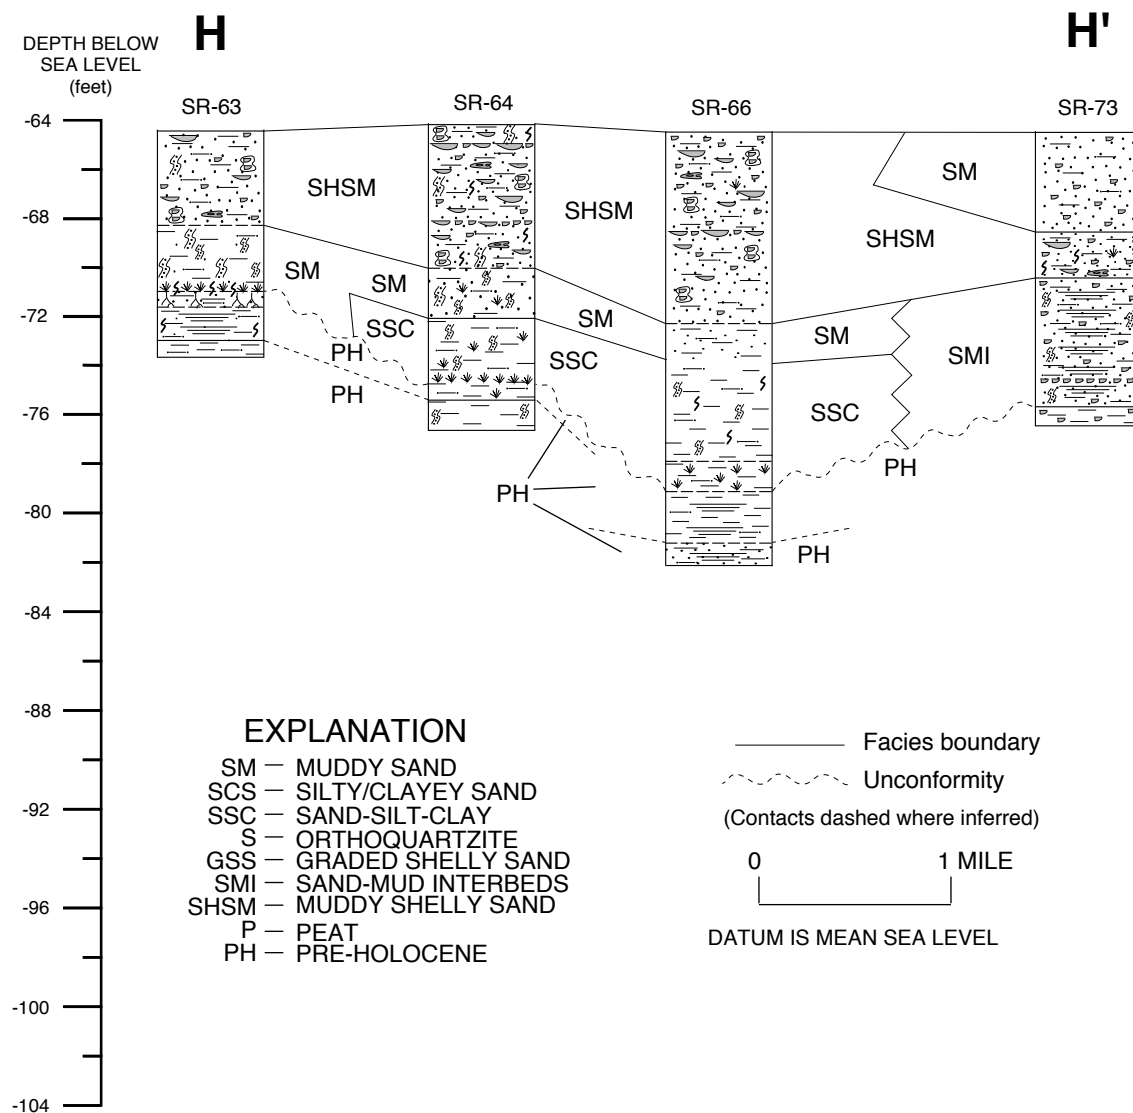 H
H'
DEPTH BELOW
SEA LEVEL
(feet)
SR-63
SR-64
SR-66
SR-73
-64
-68
-72
-76
-80
-84
-88
-92
-96
-100
-104
SHSM
SHSM
SM
SHSM
SM
SM
SM
SM
SSC
SMI
PH
SSC
SSC
PH
PH
PH
PH
EXPLANATION
SM — MUDDY SAND
SCS — SILTY/CLAYEY SAND
SSC — SAND-SILT-CLAY
S — ORTHOQUARTZITE
GSS — GRADED SHELLY SAND
SMI — SAND-MUD INTERBEDS
SHSM — MUDDY SHELLY SAND
P — PEAT
PH — PRE-HOLOCENE
Facies boundary
Unconformity
(Contacts dashed where inferred)
0 1 MILE
DATUM IS MEAN SEA LEVEL